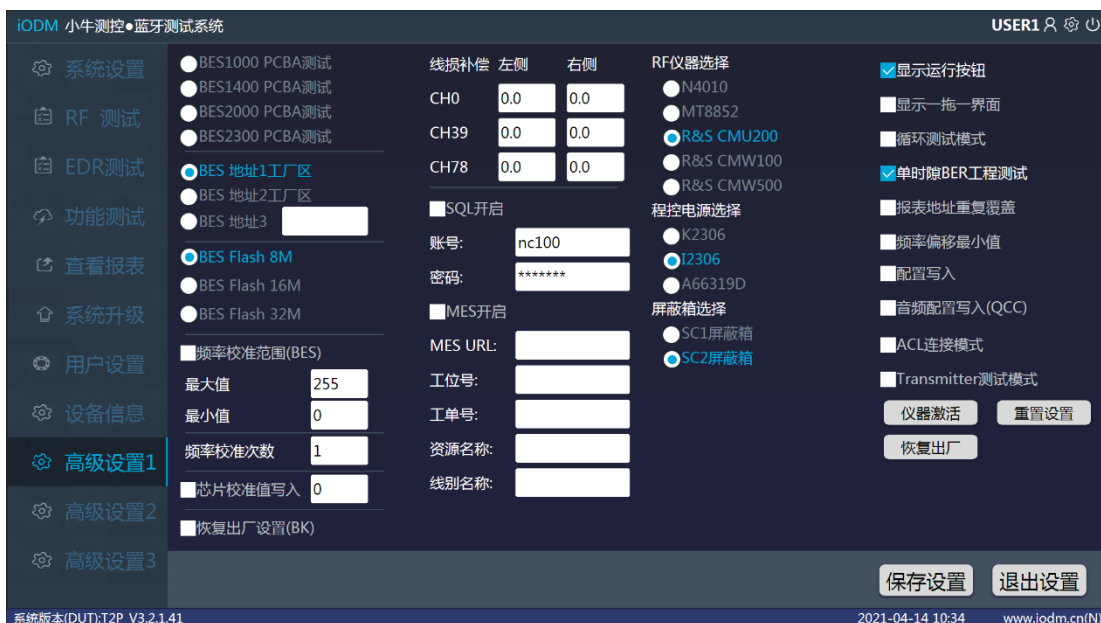 iODM 小牛测控●蓝牙测试系统
USER1
系统设置
RF 测试
EDR测试
功能测试
查看报表
系统升级
用户设置
设备信息
高级设置1
高级设置2
高级设置3
BES1000 PCBA测试
BES1400 PCBA测试
BES2000 PCBA测试
BES2300 PCBA测试
BES 地址1工厂区
BES 地址2工厂区
BES 地址3
BES Flash 8M
BES Flash 16M
BES Flash 32M
频率校准范围(BES)
最大值 255
最小值 0
频率校准次数 1
芯片校准值写入 0
恢复出厂设置(BK)
线损补偿 左侧 右侧
CH0 0.0 0.0
CH39 0.0 0.0
CH78 0.0 0.0
SQL开启
账号: nc100
密码: *******
MES开启
MES URL:
工位号:
工单号:
资源名称:
线别名称:
RF仪器选择
N4010
MT8852
R&S CMU200
R&S CMW100
R&S CMW500
程控电源选择
K2306
I2306
A66319D
屏蔽箱选择
SC1屏蔽箱
SC2屏蔽箱
显示运行按钮
显示一拖一界面
循环测试模式
单时隙BER工程测试
报表地址重复覆盖
频率偏移最小值
配置写入
音频配置写入(QCC)
ACL连接模式
Transmitter测试模式
仪器激活 重置设置
恢复出厂
保存设置 退出设置
系统版本(DUT):T2P V3.2.1.41
2021-04-14 10:34 www.iodm.cn(N)